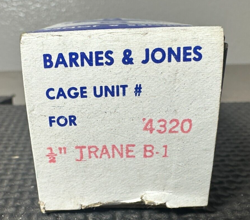 BARNES & JONES
CAGE UNIT #
FOR 4320
½" TRANE B-1